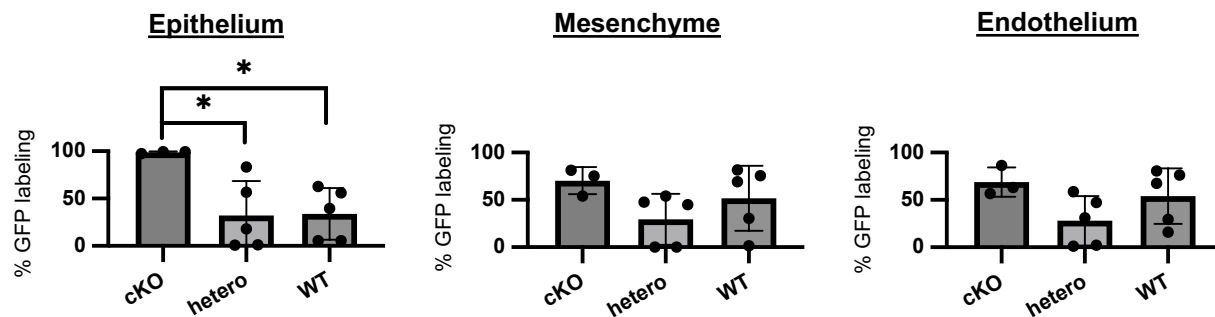 Epithelium
*
*
% GFP labeling
100
50
0
cKO
hetero
WT
Mesenchyme
% GFP labeling
100
50
0
cKO
hetero
WT
Endothelium
% GFP labeling
100
50
0
cKO
hetero
WT